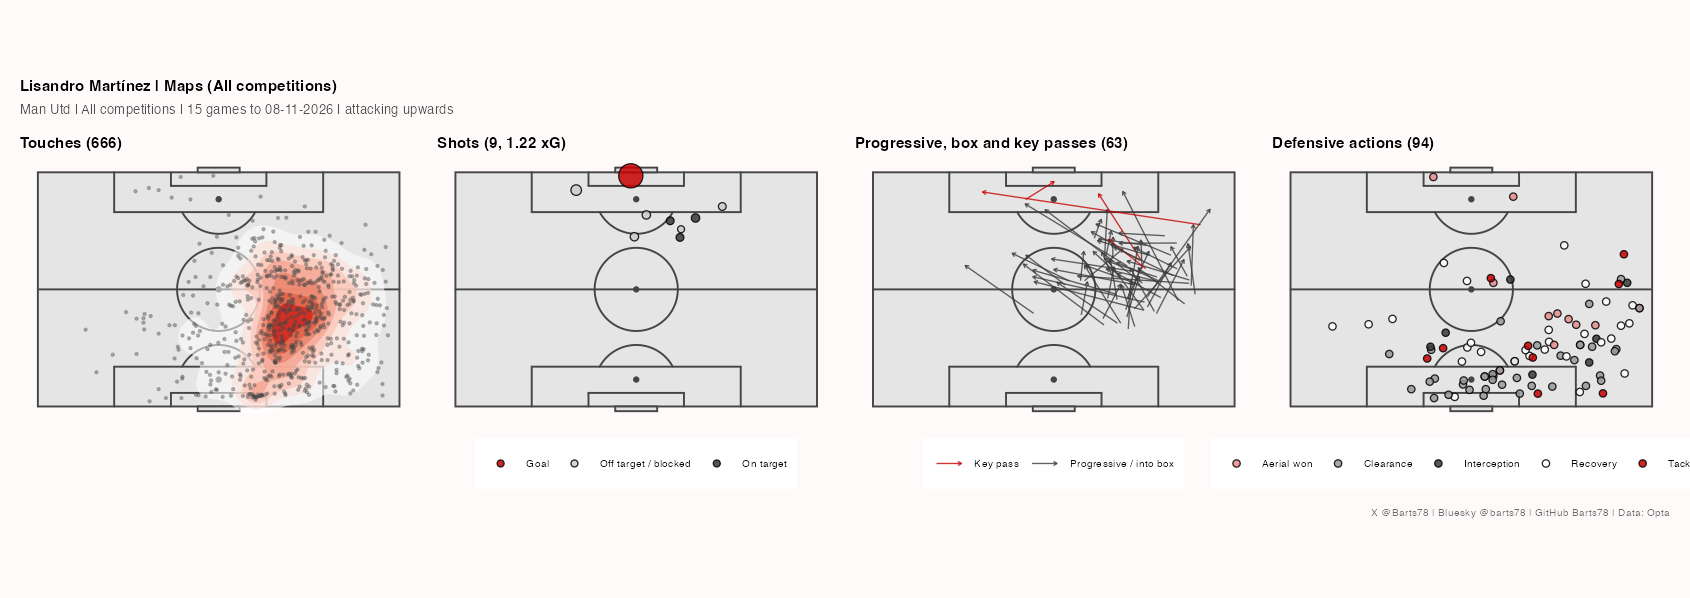 Lisandro Martínez | Maps (All competitions)
Man Utd | All competitions | 15 games to 08-11-2026 | attacking upwards
Touches (666)
Shots (9, 1.22 xG)
Progressive, box and key passes (63)
Defensive actions (94)
Goal
Off target / blocked
On target
Key pass
Progressive / into box
Aerial won
Clearance
Interception
Recovery
Tack
X @Barts78 | Bluesky @barts78 | GitHub Barts78 | Data: Opta